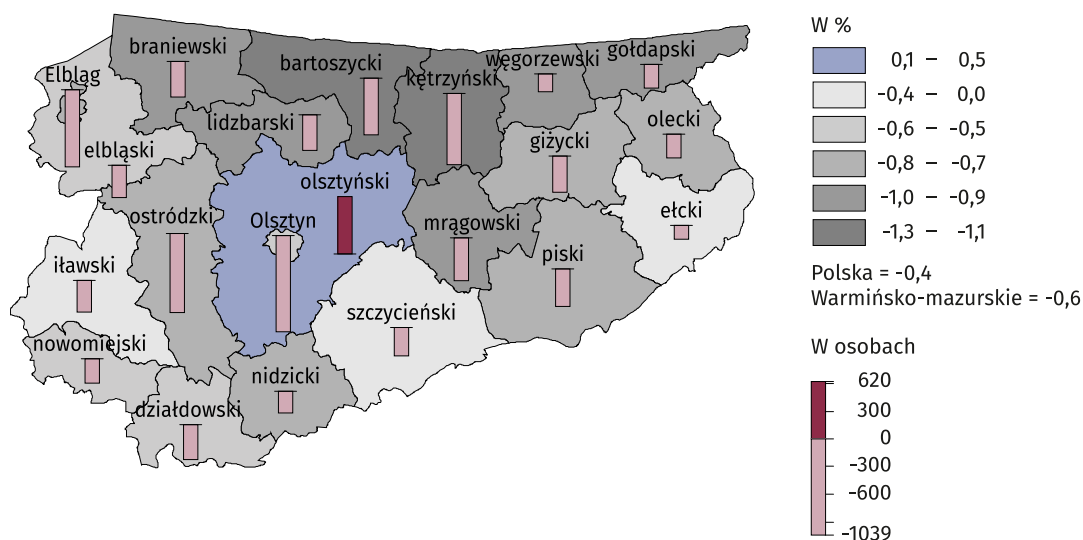 braniewski
bartoszycki
kętrzyński
węgorzewski
gołdapski
Elbląg
lidzbarski
olecki
elbląski
giżycki
olsztyński
ostródzki
Olsztyn
mrągowski
ełcki
iławski
piski
szczycieński
nowomiejski
nidzicki
działdowski
W %
0,1 – 0,5
-0,4 – 0,0
-0,6 – -0,5
-0,8 – -0,7
-1,0 – -0,9
-1,3 – -1,1
Polska = -0,4
Warmińsko-mazurskie = -0,6
W osobach
620
300
0
-300
-600
-1039